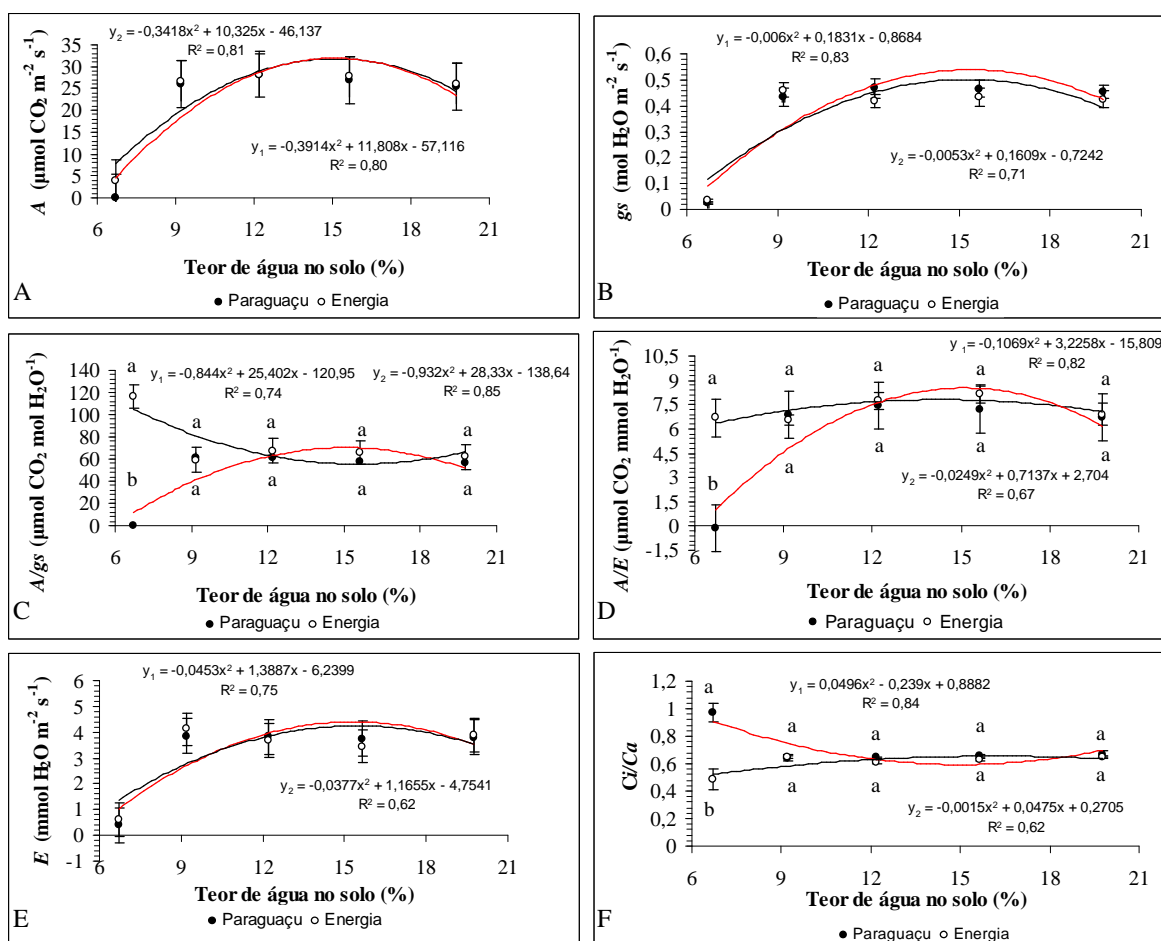 y₂ = -0,3418x² + 10,325x - 46,137
R² = 0,81
35
30
25
20
15
10
5
0
A (µmol CO₂ m⁻² s⁻¹)
y₁ = -0,3914x² + 11,808x - 57,116
R² = 0,80
6 9 12 15 18 21
Teor de água no solo (%)
A
● Paraguaçu ○ Energia
y₁ = -0,006x² + 0,1831x - 0,8684
R² = 0,83
0,6
0,5
0,4
0,3
0,2
0,1
0
gs (mol H₂O m⁻² s⁻¹)
y₂ = -0,0053x² + 0,1609x - 0,7242
R² = 0,71
6 9 12 15 18 21
Teor de água no solo (%)
B
● Paraguaçu ○ Energia
140
120
100
80
60
40
20
0
A/gs (µmol CO₂ mol H₂O⁻¹)
a
y₁ = -0,844x² + 25,402x - 120,95
R² = 0,74
y₂ = -0,932x² + 28,33x - 138,64
R² = 0,85
a a a a
b a a a a
6 9 12 15 18 21
Teor de água no solo (%)
C
● Paraguaçu ○ Energia
y₁ = -0,1069x² + 3,2258x - 15,809
R² = 0,82
10,5
9
7,5
6
4,5
3
1,5
0
-1,5
A/E (µmol CO₂ mmol H₂O⁻¹)
a a a a a
b a a a a
y₂ = -0,0249x² + 0,7137x + 2,704
R² = 0,67
6 9 12 15 18 21
Teor de água no solo (%)
D
● Paraguaçu ○ Energia
y₁ = -0,0453x² + 1,3887x - 6,2399
R² = 0,75
6
5
4
3
2
1
0
-1
E (mmol H₂O m⁻² s⁻¹)
y₂ = -0,0377x² + 1,1655x - 4,7541
R² = 0,62
6 9 12 15 18 21
Teor de água no solo (%)
E
● Paraguaçu ○ Energia
1,2
1
0,8
0,6
0,4
0,2
0
Ci/Ca
a
y₁ = 0,0496x² - 0,239x + 0,8882
R² = 0,84
a a a a
b a a a a
y₂ = -0,0015x² + 0,0475x + 0,2705
R² = 0,62
6 9 12 15 18 21
Teor de água no solo (%)
F
● Paraguaçu ○ Energia